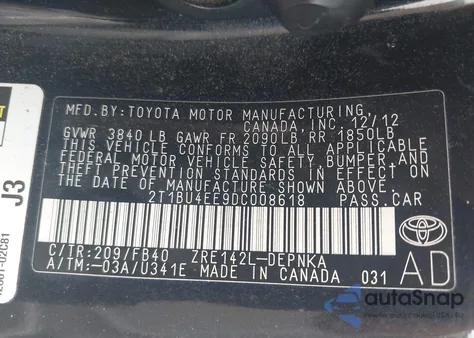 MFD.BY:TOYOTA MOTOR MANUFACTURING
CANADA, INC. 12/12
GVWR 3840LB GAWR FR 2090LB RR 1850LB
THIS VEHICLE CONFORMS TO ALL APPLICABLE
FEDERAL MOTOR VEHICLE SAFETY, BUMPER, AND
THEFT PREVENTION STANDARDS IN EFFECT ON
THE DATE OF MANUFACTURE SHOWN ABOVE.
2T1BU4EE9DC008618 PASS.CAR
C/TR:209/FB40 ZRE142L-DEPNKA
A/TM:-03A/U341E MADE IN CANADA 031
AD
J3
12601-02C81
autoSnap